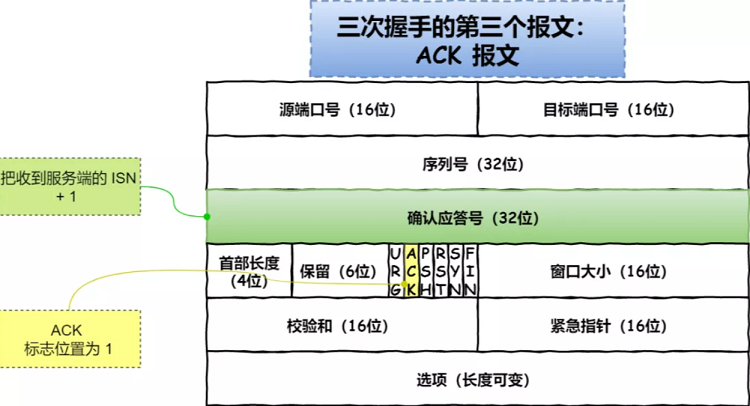 三次握手的第三个报文：
ACK 报文
源端口号（16位）
目标端口号（16位）
序列号（32位）
把收到服务端的 ISN
+ 1
确认应答号（32位）
首部长度
（4位）
保留（6位）
URG
ACK
PSH
RST
SYN
FIN
窗口大小（16位）
ACK
标志位置为 1
校验和（16位）
紧急指针（16位）
选项（长度可变）